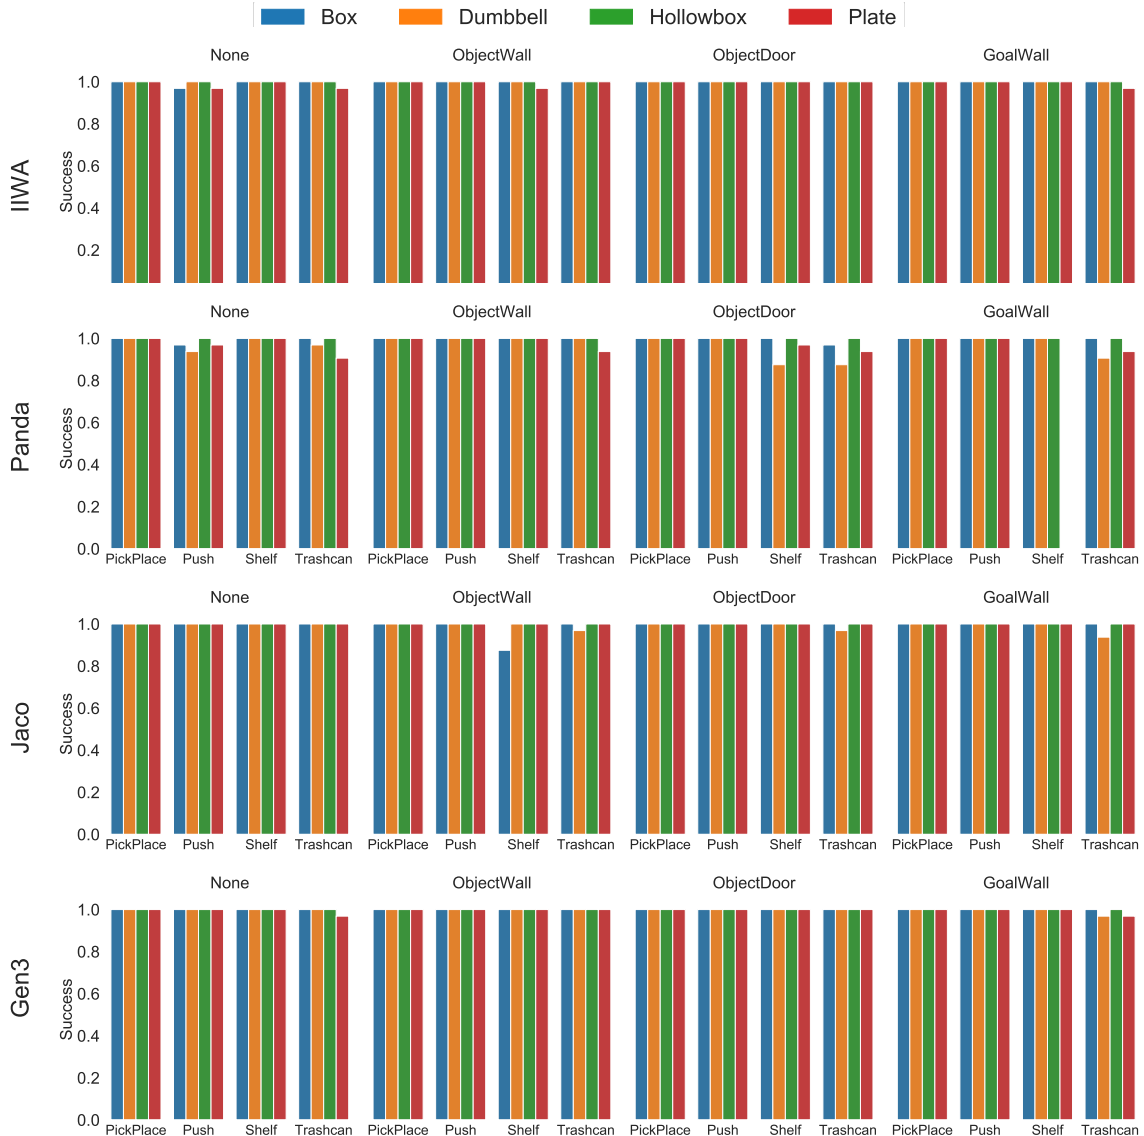 Box Dumbbell Hollowbox Plate
None ObjectWall ObjectDoor GoalWall
IIWA
Success
1.0
0.8
0.6
0.4
0.2
None ObjectWall ObjectDoor GoalWall
Panda
Success
1.0
0.8
0.6
0.4
0.2
0.0
PickPlace Push Shelf Trashcan PickPlace Push Shelf Trashcan PickPlace Push Shelf Trashcan PickPlace Push Shelf Trashcan
None ObjectWall ObjectDoor GoalWall
Jaco
Success
1.0
0.8
0.6
0.4
0.2
0.0
PickPlace Push Shelf Trashcan PickPlace Push Shelf Trashcan PickPlace Push Shelf Trashcan PickPlace Push Shelf Trashcan
None ObjectWall ObjectDoor GoalWall
Gen3
Success
1.0
0.8
0.6
0.4
0.2
0.0
PickPlace Push Shelf Trashcan PickPlace Push Shelf Trashcan PickPlace Push Shelf Trashcan PickPlace Push Shelf Trashcan